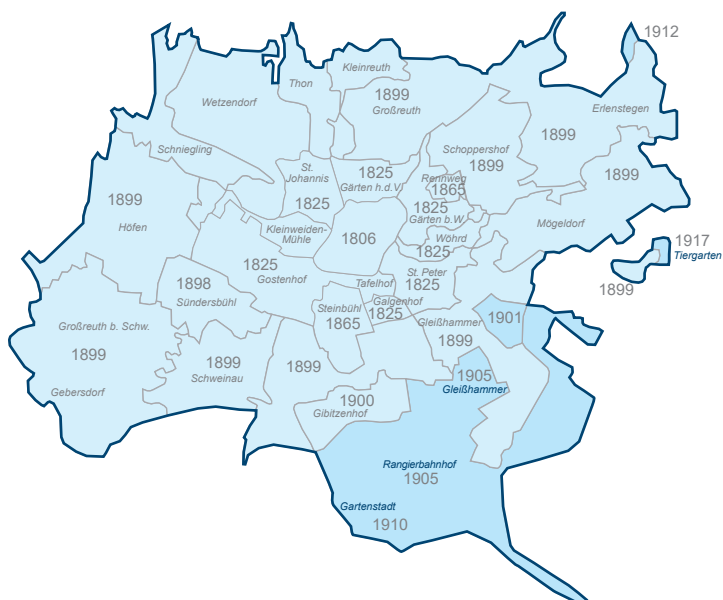 1912
Kleinreuth
Thon
1899
Großreuth
Wetzendorf
Erlenstegen
1899
Schniegling
Schoppershof
1899
St.
Johannis
1825
1825
Gärten h.d.V.
Rennweg
1865
1899
1899
Höfen
1825
Gärten b.W.
Mögeldorf
Kleinweiden-
Mühle
1806
Wöhrd
1825
1917
Tiergarten
1899
1825
Gostenhof
St. Peter
1825
1898
Sündersbühl
Tafelhof
Galgenhof
1825
Steinbühl
1865
Großreuth b. Schw.
1899
Gleißhammer
1899
1901
1899
Schweinau
1899
1905
Gleißhammer
Gebersdorf
1900
Gibitzenhof
Rangierbahnhof
1905
Gartenstadt
1910